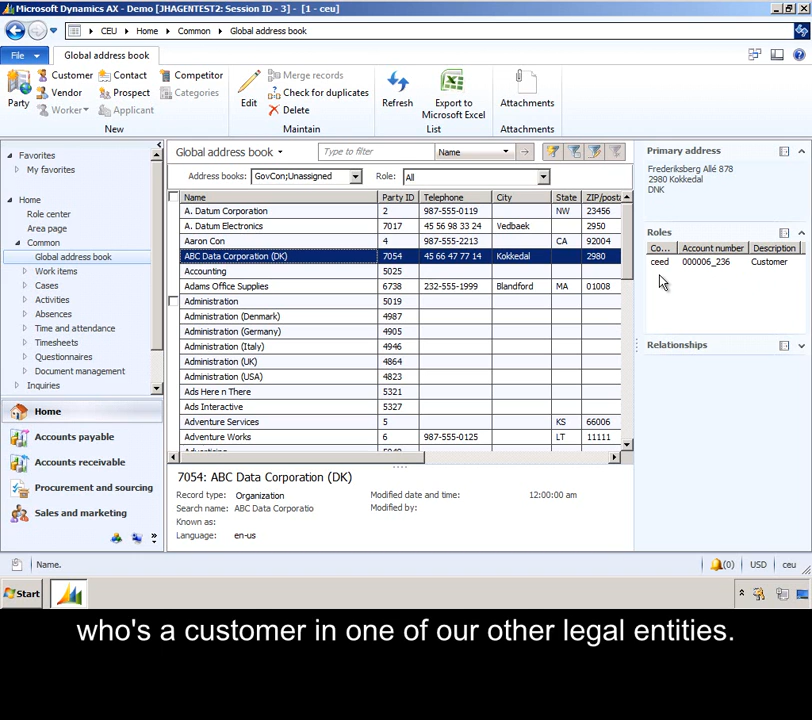 Microsoft Dynamics AX - Demo [JHAGENTEST2: Session ID - 3] - [1 - ceu]
CEU Home Common Global address book
File Global address book
Party Customer Contact Competitor
Vendor Prospect Categories
Worker Applicant
New
Edit Merge records
Check for duplicates
Delete
Maintain
Refresh Export to Microsoft Excel
List
Attachments
Attachments
Favorites
My favorites
Home
Role center
Area page
Common
Global address book
Work items
Cases
Activities
Absences
Time and attendance
Timesheets
Questionnaires
Document management
Inquiries
Home
Accounts payable
Accounts receivable
Procurement and sourcing
Sales and marketing
Global address book Type to filter Name
Address books: GovCon;Unassigned Role: All
Name Party ID Telephone City State ZIP/posta
A. Datum Corporation 2 987-555-0119 NW 23456
A. Datum Electronics 7017 45 56 98 33 24 Vedbaek 2950
Aaron Con 4 987-555-2213 CA 92004
ABC Data Corporation (DK) 7054 45 66 47 77 14 Kokkedal 2980
Accounting 5025
Adams Office Supplies 6738 232-555-1999 Blandford MA 01008
Administration 5019
Administration (Denmark) 4987
Administration (Germany) 4905
Administration (Italy) 4946
Administration (UK) 4864
Administration (USA) 4823
Ads Here n There 5321
Ads Interactive 5327
Adventure Services 5 KS 66006
Adventure Works 6 987-555-0125 LT 11111
7054: ABC Data Corporation (DK)
Record type: Organization Modified date and time: 12:00:00 am
Search name: ABC Data Corporatio Modified by:
Known as:
Language: en-us
Primary address
Frederiksberg Allé 878
2980 Kokkedal
DNK
Roles
Co... Account number Description
ceed 000006_236 Customer
Relationships
Name. (0) USD ceu
Start
who's a customer in one of our other legal entities.